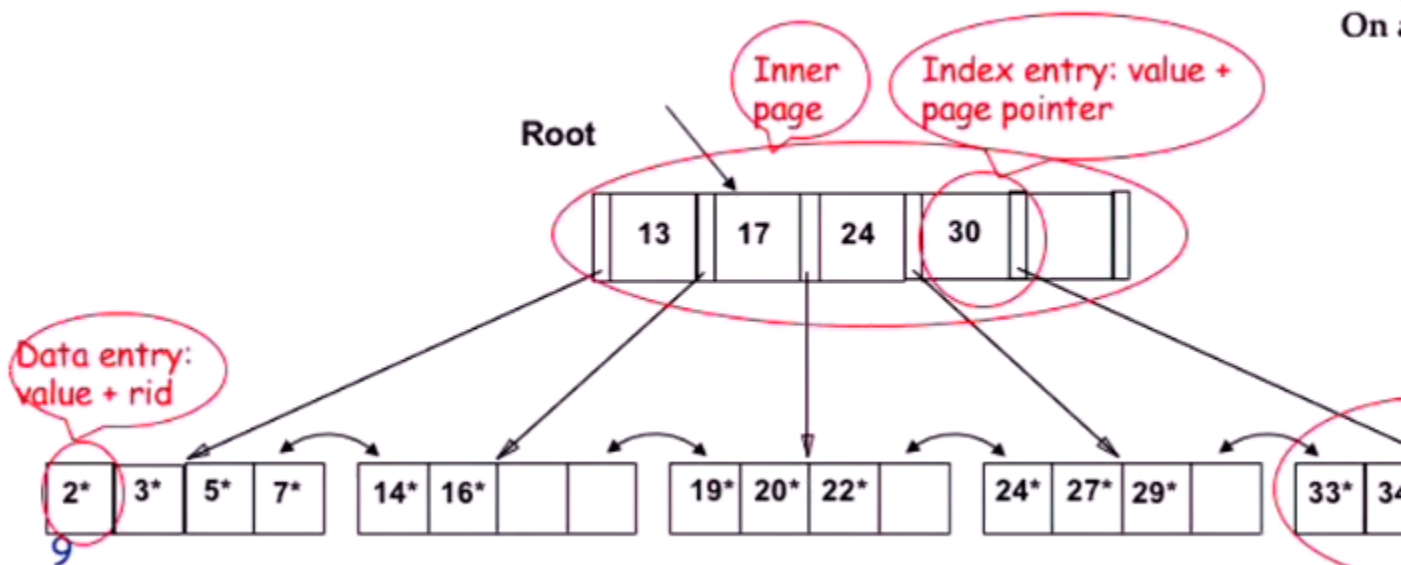 On a
Inner
page
Index entry: value +
page pointer
Root
13 17 24 30
Data entry:
value + rid
2* 3* 5* 7* 14* 16* 19* 20* 22* 24* 27* 29* 33* 34
9